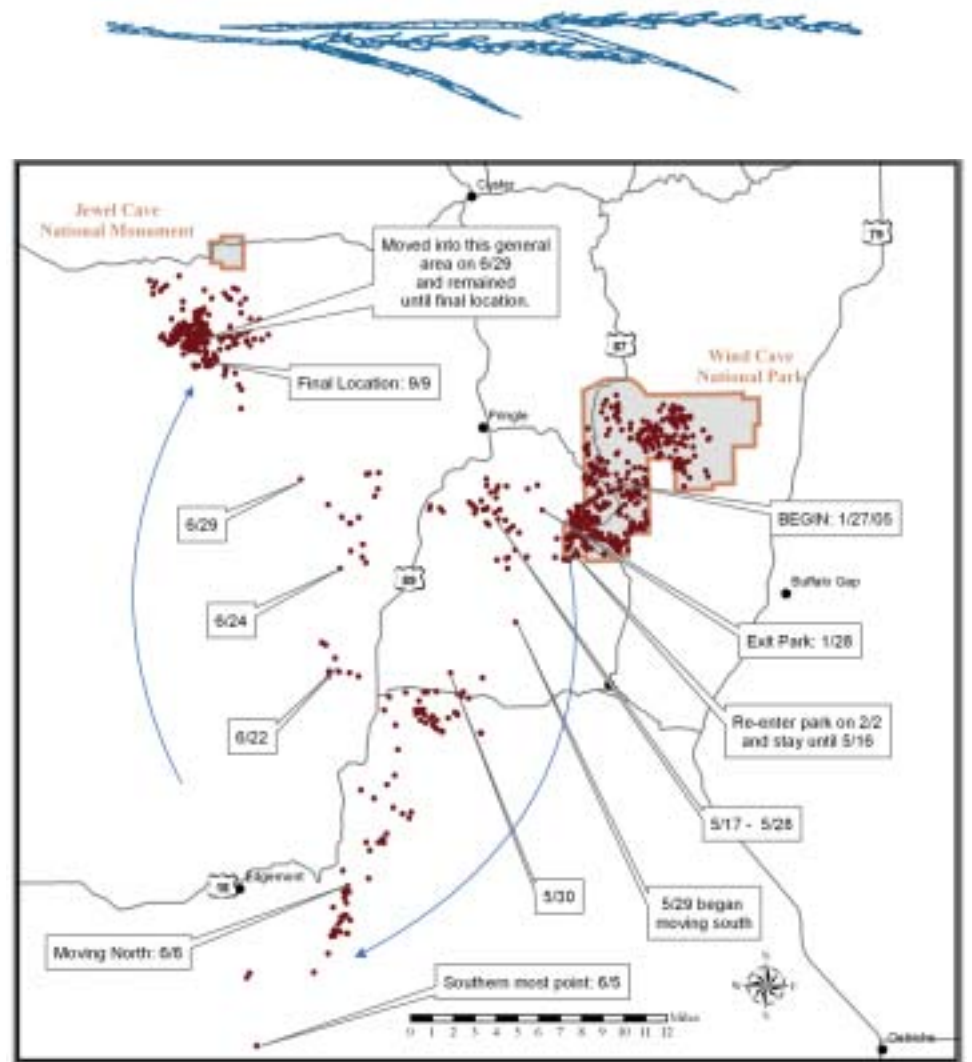 Custer
79
Jewel Cave
National Monument
Moved into this general
area on 6/29
and remained
until final location.
87
Wind Cave
National Park
Final Location: 9/9
Pringle
6/29
BEGIN: 1/27/05
89
Buffalo Gap
6/24
Exit Park: 1/28
6/22
Re-enter park on 2/2
and stay until 5/16
5/17 - 5/28
18
Edgemont
5/30
5/29 began
moving south
Moving North: 6/6
Southern most point: 6/5
N
W E
S
Miles
0 1 2 3 4 5 6 7 8 9 10 11 12
Oelrichs